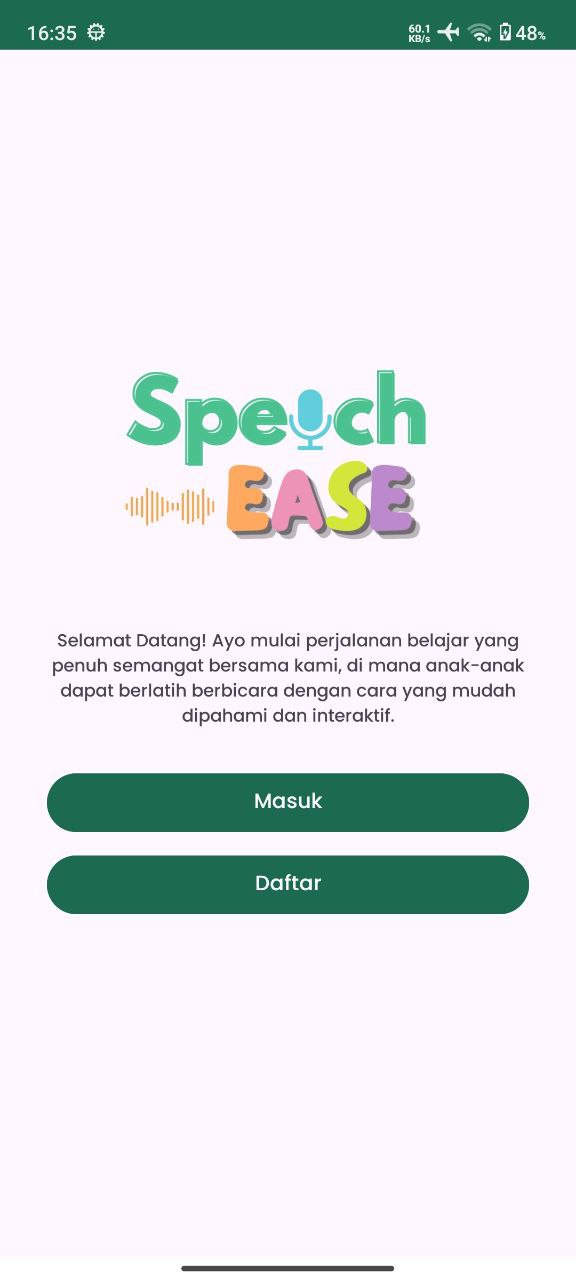 16:35
60.1
KB/s
48%
Speech
EASE
Selamat Datang! Ayo mulai perjalanan belajar yang
penuh semangat bersama kami, di mana anak-anak
dapat berlatih berbicara dengan cara yang mudah
dipahami dan interaktif.
Masuk
Daftar